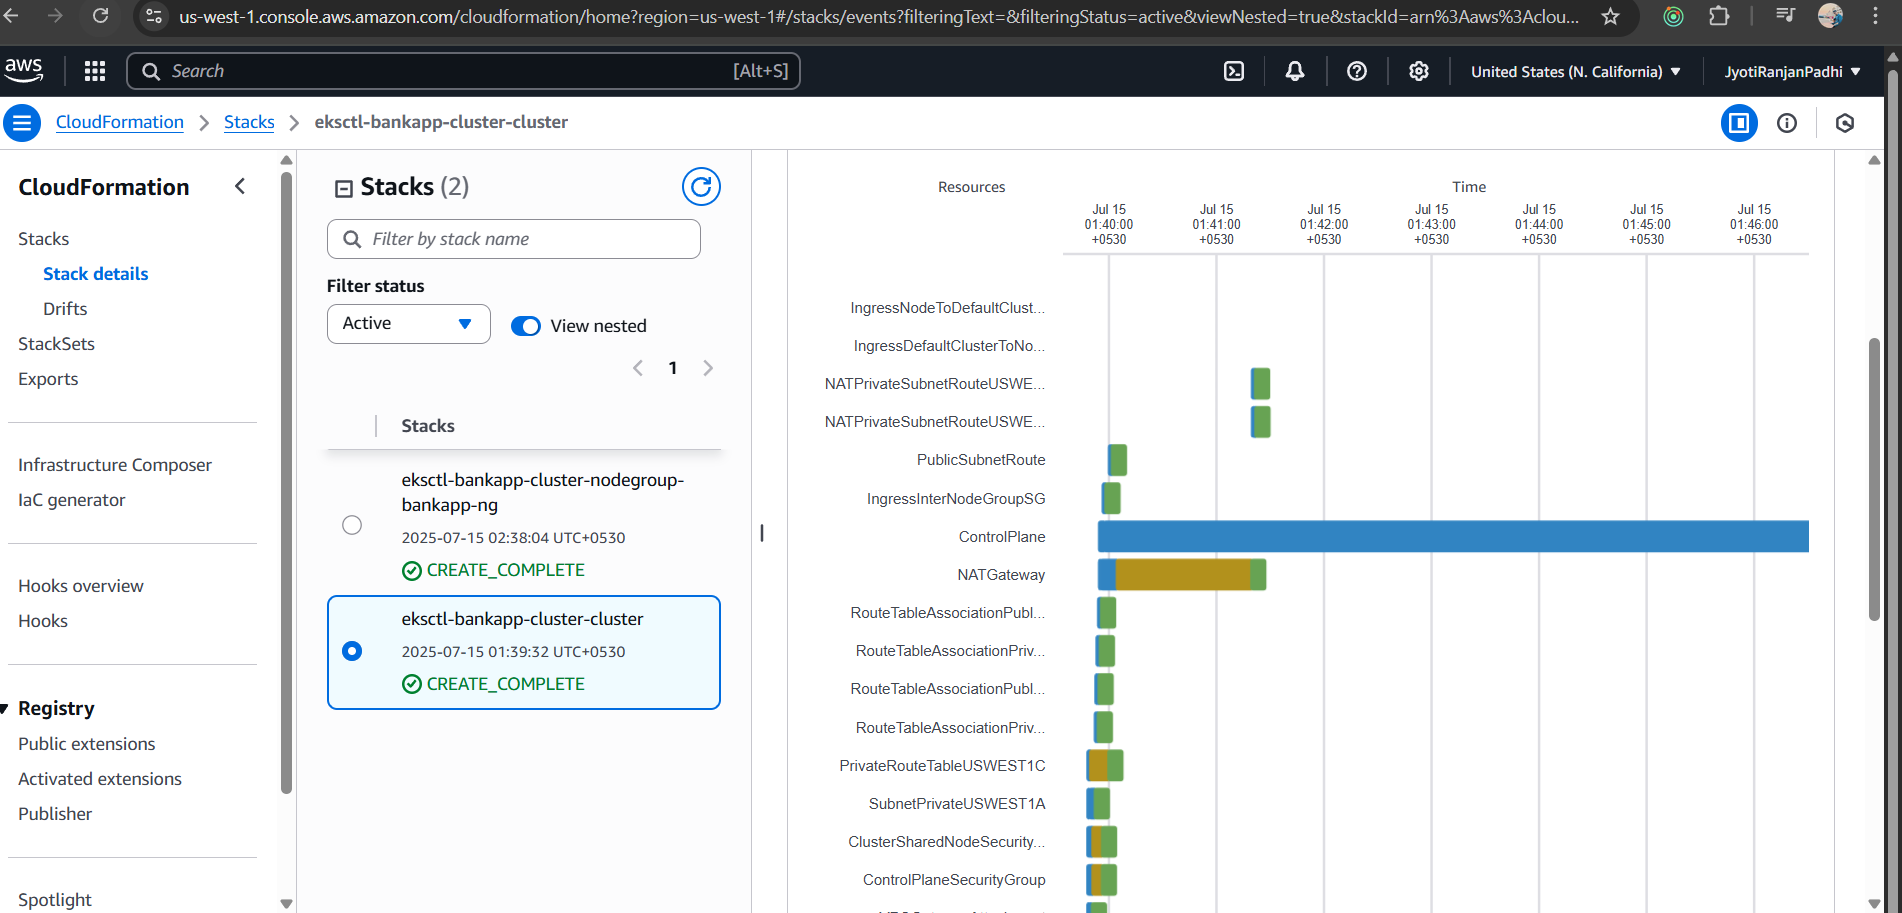 us-west-1.console.aws.amazon.com/cloudformation/home?region=us-west-1#/stacks/events?filteringText=&filteringStatus=active&viewNested=true&stackId=arn%3Aaws%3Aclou...
aws
Search [Alt+S]
United States (N. California)
JyotiRanjanPadhi
CloudFormation
Stacks
eksctl-bankapp-cluster-cluster
CloudFormation
Stacks
Stack details
Drifts
StackSets
Exports
Infrastructure Composer
IaC generator
Hooks overview
Hooks
Registry
Public extensions
Activated extensions
Publisher
Spotlight
Stacks (2)
Filter by stack name
Filter status
Active
View nested
1
Stacks
eksctl-bankapp-cluster-nodegroup-
bankapp-ng
2025-07-15 02:38:04 UTC+0530
CREATE_COMPLETE
eksctl-bankapp-cluster-cluster
2025-07-15 01:39:32 UTC+0530
CREATE_COMPLETE
Resources
Time
Jul 15
01:40:00
+0530
Jul 15
01:41:00
+0530
Jul 15
01:42:00
+0530
Jul 15
01:43:00
+0530
Jul 15
01:44:00
+0530
Jul 15
01:45:00
+0530
Jul 15
01:46:00
+0530
IngressNodeToDefaultClust...
IngressDefaultClusterToNo...
NATPrivateSubnetRouteUSWE...
NATPrivateSubnetRouteUSWE...
PublicSubnetRoute
IngressInterNodeGroupSG
ControlPlane
NATGateway
RouteTableAssociationPubl...
RouteTableAssociationPriv...
RouteTableAssociationPubl...
RouteTableAssociationPriv...
PrivateRouteTableUSWEST1C
SubnetPrivateUSWEST1A
ClusterSharedNodeSecurity...
ControlPlaneSecurityGroup